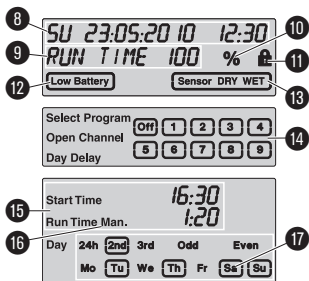 8 SU 23:05:20 10 12:30 10
9 RUN TIME 100 % 11
12 Low Battery Sensor DRY WET 13
Select Program Off 1 2 3 4
Open Channel 14
Day Delay 5 6 7 8 9
15 Start Time 16:30
16 Run Time Man. 1:20
Day 24h 2nd 3rd Odd Even 17
Mo Tu We Th Fr Sa Su